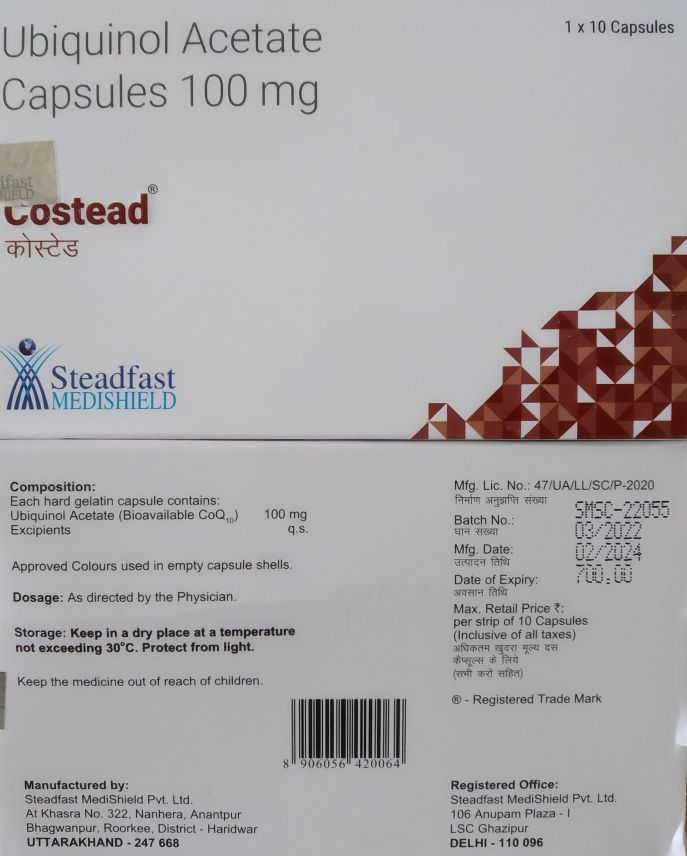 Ubiquinol Acetate
Capsules 100 mg
1 x 10 Capsules
Costead®
कोस्टेड
Steadfast
MEDISHIELD
Composition:
Each hard gelatin capsule contains:
Ubiquinol Acetate (Bioavailable CoQ10) 100 mg
Excipients q.s.
Approved Colours used in empty capsule shells.
Dosage: As directed by the Physician.
Storage: Keep in a dry place at a temperature
not exceeding 30°C. Protect from light.
Keep the medicine out of reach of children.
8 906056 420064
Manufactured by:
Steadfast MediShield Pvt. Ltd.
At Khasra No. 322, Nanhera, Anantpur
Bhagwanpur, Roorkee, District - Haridwar
UTTARAKHAND - 247 668
Mfg. Lic. No.: 47/UA/LL/SC/P-2020
निर्माण अनुज्ञप्ति संख्या
Batch No.: SMSC-22055
घान संख्या
Mfg. Date: 03/2022
उत्पादन तिथि
Date of Expiry: 02/2024
अवसान तिथि
Max. Retail Price ₹: 700.00
per strip of 10 Capsules
(Inclusive of all taxes)
अधिकतम खुदरा मूल्य दस
कैप्सूल्स के लिये
(सभी करों सहित)
® - Registered Trade Mark
Registered Office:
Steadfast MediShield Pvt. Ltd.
106 Anupam Plaza - I
LSC Ghazipur
DELHI - 110 096